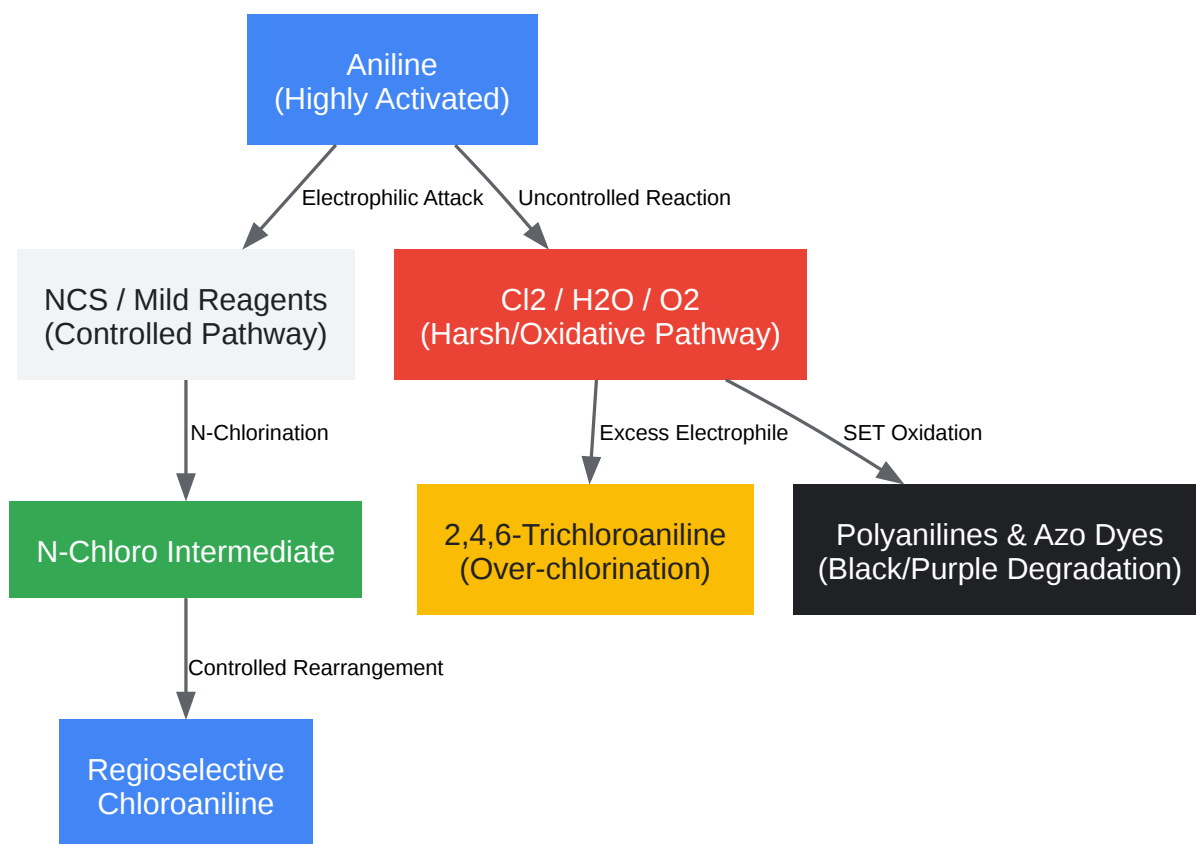 Aniline
(Highly Activated)
Electrophilic Attack
Uncontrolled Reaction
NCS / Mild Reagents
(Controlled Pathway)
Cl2 / H2O / O2
(Harsh/Oxidative Pathway)
N-Chlorination
Excess Electrophile
SET Oxidation
N-Chloro Intermediate
2,4,6-Trichloroaniline
(Over-chlorination)
Polyanilines & Azo Dyes
(Black/Purple Degradation)
Controlled Rearrangement
Regioselective
Chloroaniline